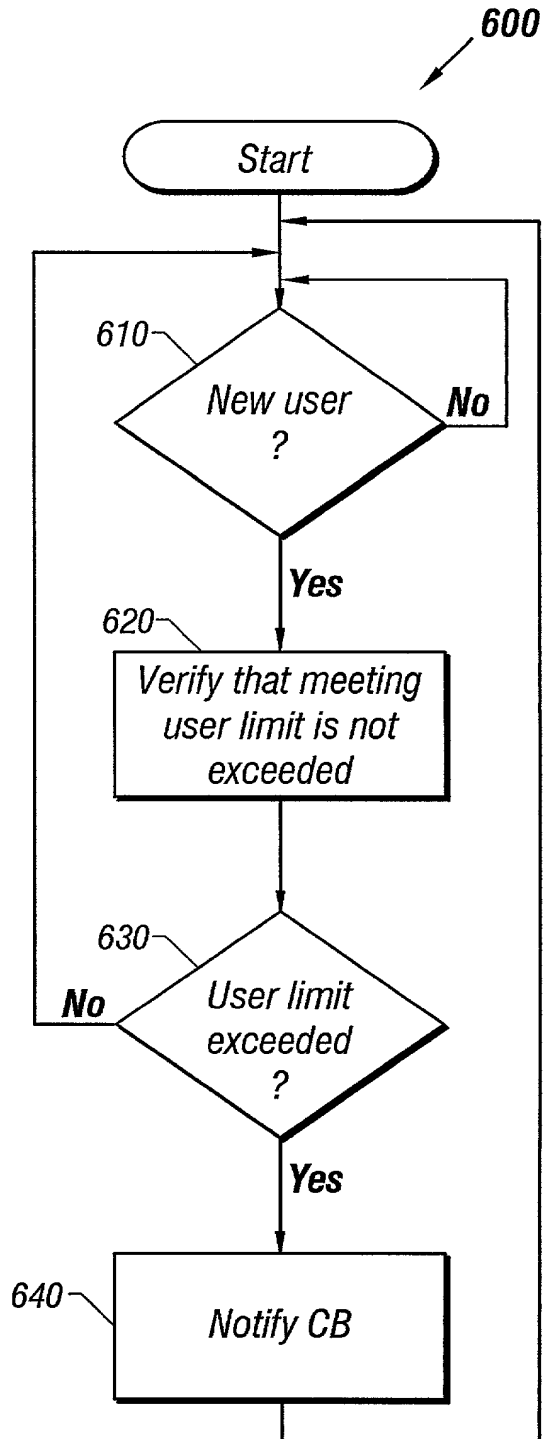 600
Start
610
New user
?
No
Yes
620
Verify that meeting
user limit is not
exceeded
630
No
User limit
exceeded
?
Yes
640
Notify CB